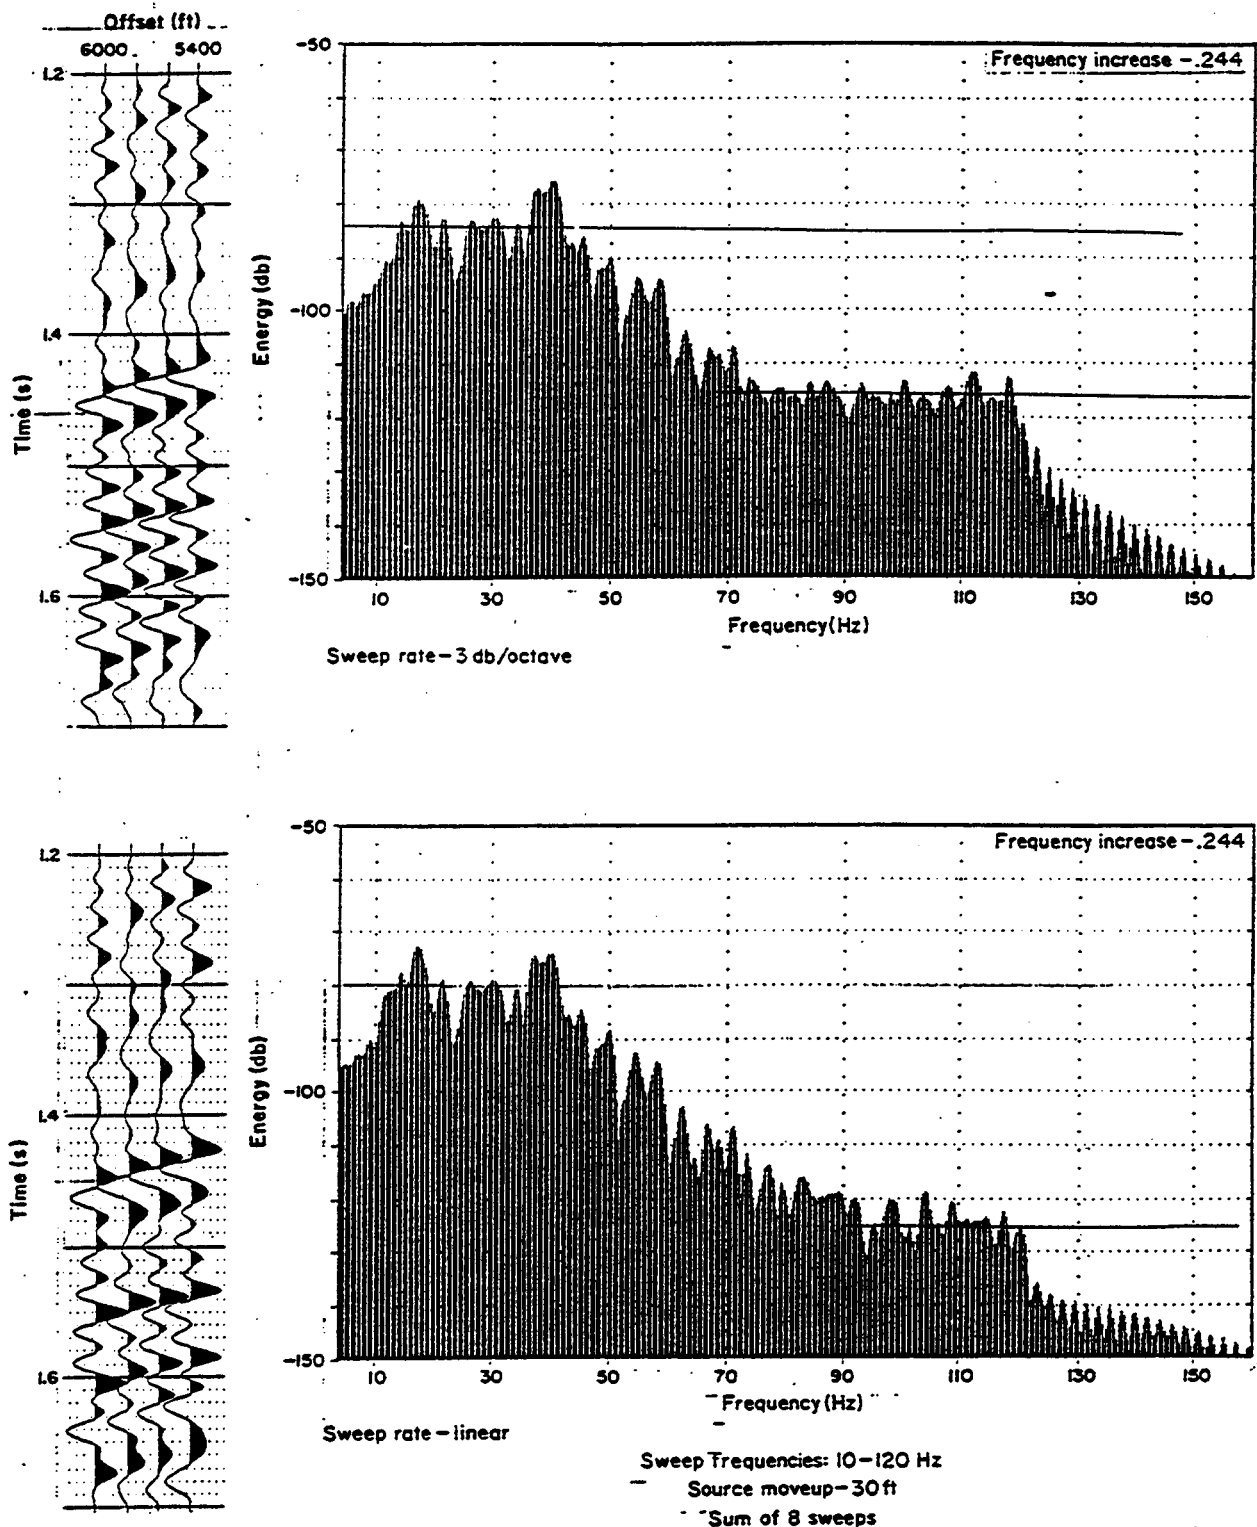 Offset (ft)
6000 5400
1.2
1.4
1.6
Time (s)
-50
-100
-150
Energy (db)
Frequency increase - .244
10 30 50 70 90 110 130 150
Frequency (Hz)
Sweep rate - 3 db/octave
1.2
1.4
1.6
Time (s)
-50
-100
-150
Energy (db)
Frequency increase - .244
10 30 50 70 90 110 130 150
Frequency (Hz)
Sweep rate - linear
Sweep Frequencies: 10-120 Hz
Source moveup - 30 ft
Sum of 8 sweeps